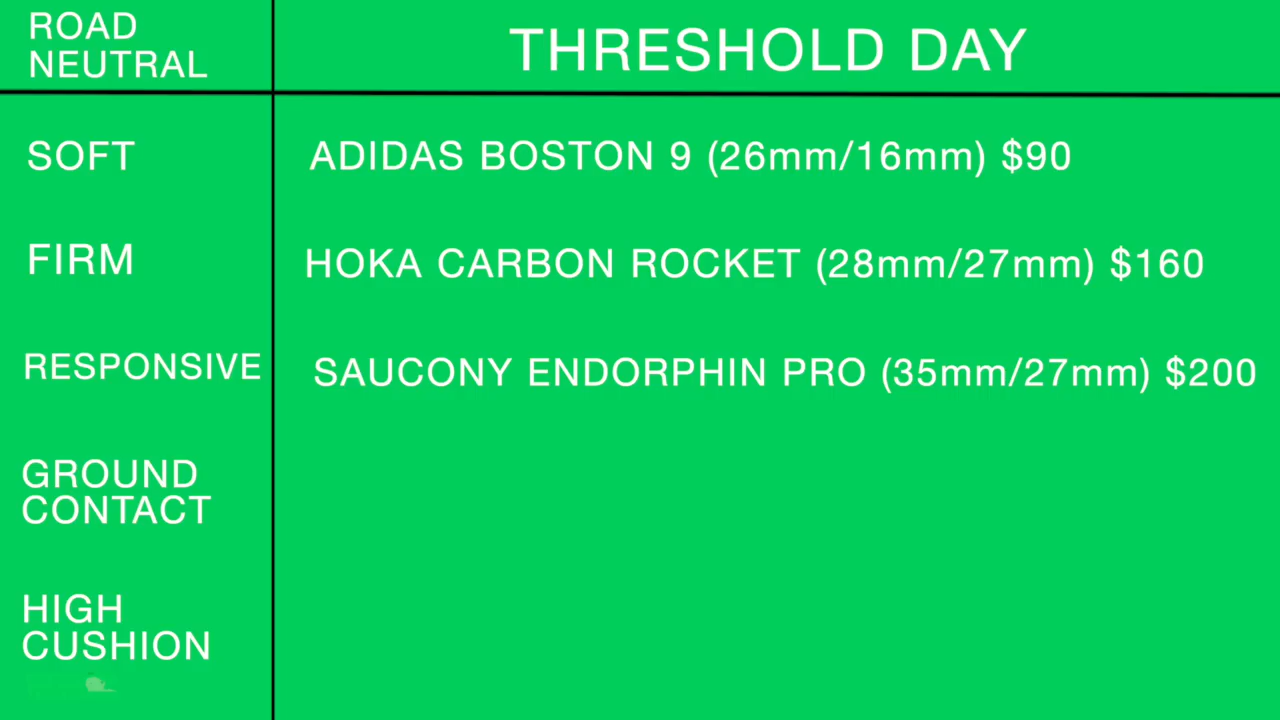 ROAD
NEUTRAL
THRESHOLD DAY
SOFT
ADIDAS BOSTON 9 (26mm/16mm) $90
FIRM
HOKA CARBON ROCKET (28mm/27mm) $160
RESPONSIVE
SAUCONY ENDORPHIN PRO (35mm/27mm) $200
GROUND
CONTACT
HIGH
CUSHION